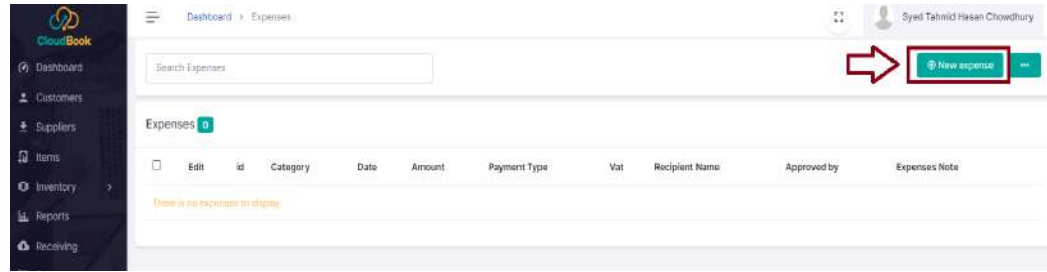 CloudBook
Dashboard > Expenses
Syed Tahmid Hasan Chowdhury
Dashboard
Customers
Suppliers
Items
Inventory >
Reports
Receiving
Search Expenses
New expense
Expenses 0
Edit id Category Date Amount Payment Type Vat Recipient Name Approved by Expenses Note
There is no expenses to display